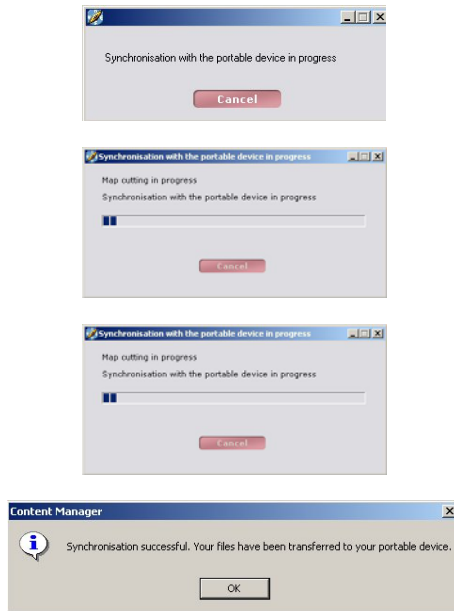 Synchronisation with the portable device in progress
Cancel
Synchronisation with the portable device in progress
Map cutting in progress
Synchronisation with the portable device in progress
Cancel
Synchronisation with the portable device in progress
Map cutting in progress
Synchronisation with the portable device in progress
Cancel
Content Manager
Synchronisation successful. Your files have been transferred to your portable device.
OK